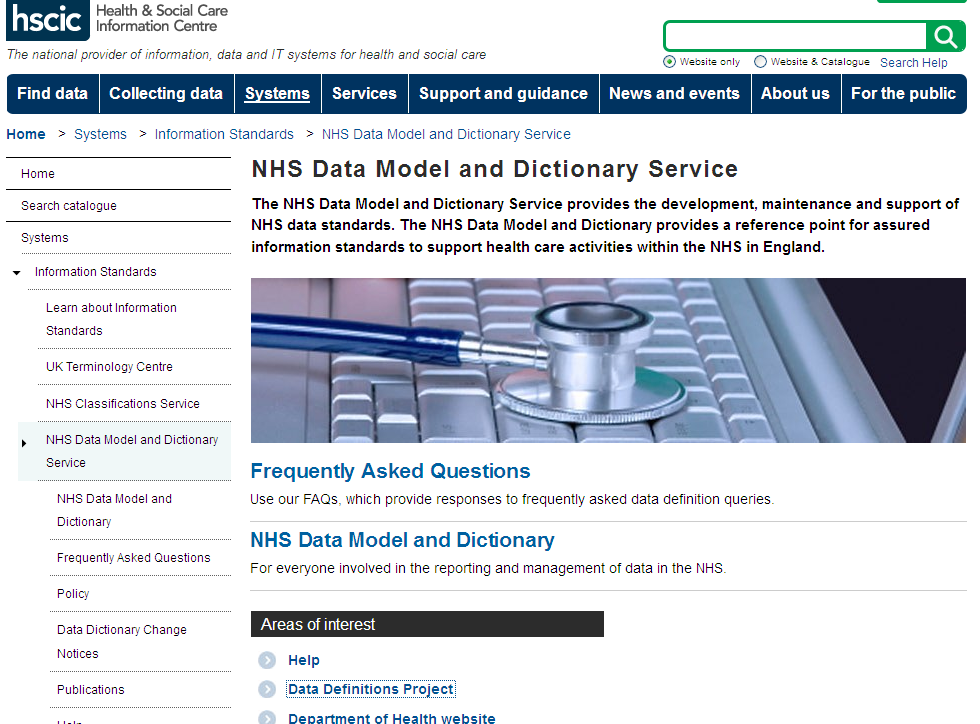 hscic Health & Social Care
Information Centre
The national provider of information, data and IT systems for health and social care
Website only Website & Catalogue Search Help
Find data Collecting data Systems Services Support and guidance News and events About us For the public
Home > Systems > Information Standards > NHS Data Model and Dictionary Service
Home
Search catalogue
Systems
Information Standards
Learn about Information
Standards
UK Terminology Centre
NHS Classifications Service
NHS Data Model and Dictionary
Service
NHS Data Model and
Dictionary
Frequently Asked Questions
Policy
Data Dictionary Change
Notices
Publications
NHS Data Model and Dictionary Service
The NHS Data Model and Dictionary Service provides the development, maintenance and support of
NHS data standards. The NHS Data Model and Dictionary provides a reference point for assured
information standards to support health care activities within the NHS in England.
Frequently Asked Questions
Use our FAQs, which provide responses to frequently asked data definition queries.
NHS Data Model and Dictionary
For everyone involved in the reporting and management of data in the NHS.
Areas of interest
Help
Data Definitions Project
Department of Health website